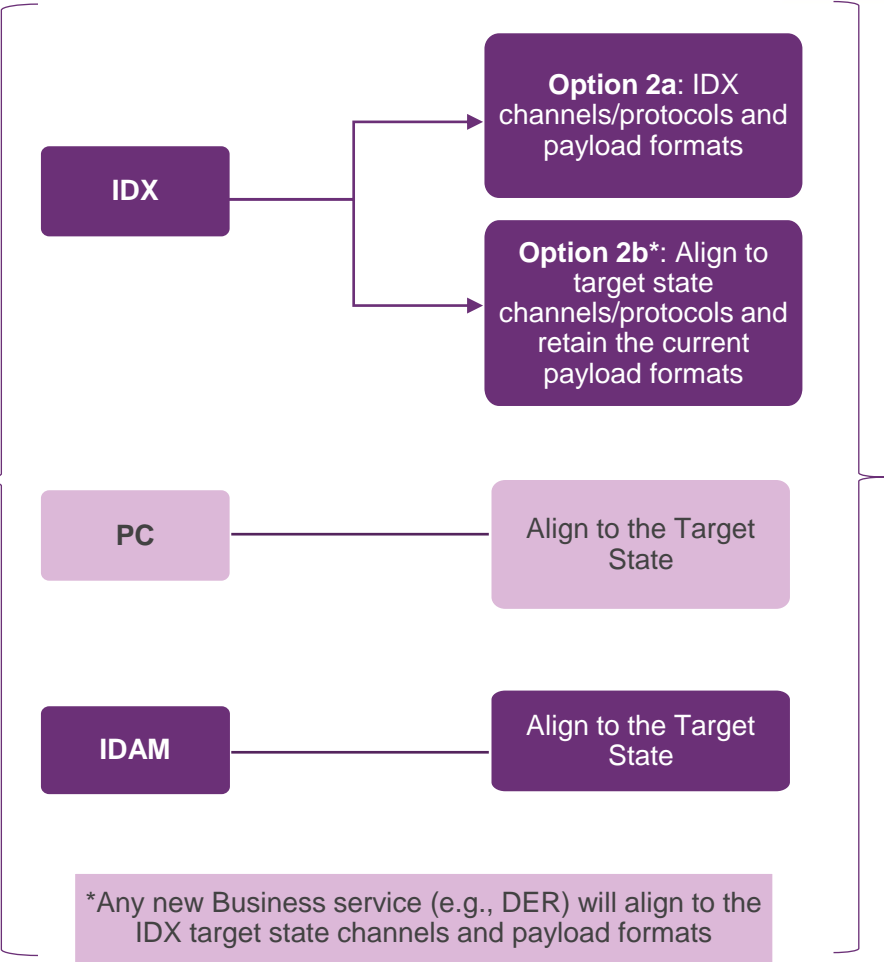 IDX
Option 2a: IDX
channels/protocols and
payload formats
Option 2b*: Align to
target state
channels/protocols and
retain the current
payload formats
PC
Align to the Target
State
IDAM
Align to the Target
State
*Any new Business service (e.g., DER) will align to the
IDX target state channels and payload formats